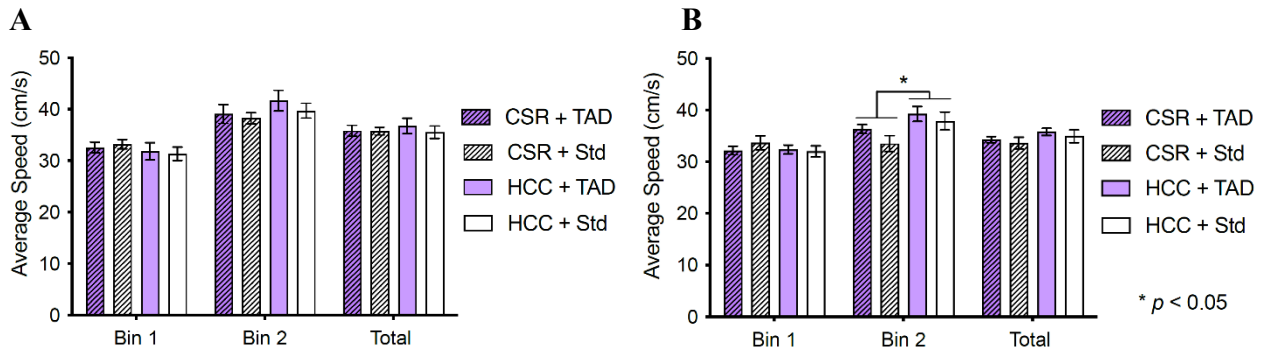 A
Average Speed (cm/s)
50
40
30
20
10
0
Bin 1
Bin 2
Total
CSR + TAD
CSR + Std
HCC + TAD
HCC + Std
B
Average Speed (cm/s)
50
40
30
20
10
0
*
Bin 1
Bin 2
Total
CSR + TAD
CSR + Std
HCC + TAD
HCC + Std
* p < 0.05